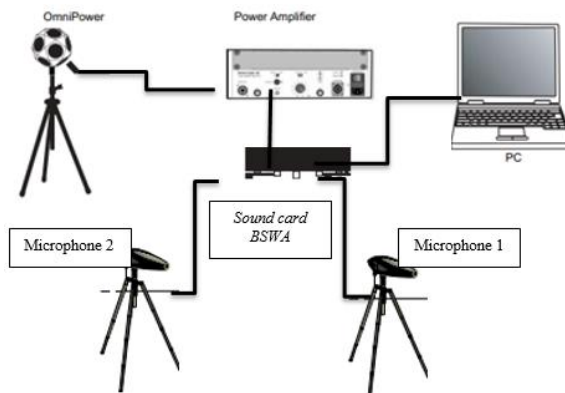 OmniPower
Power Amplifier
PC
Sound card
BSWA
Microphone 2
Microphone 1